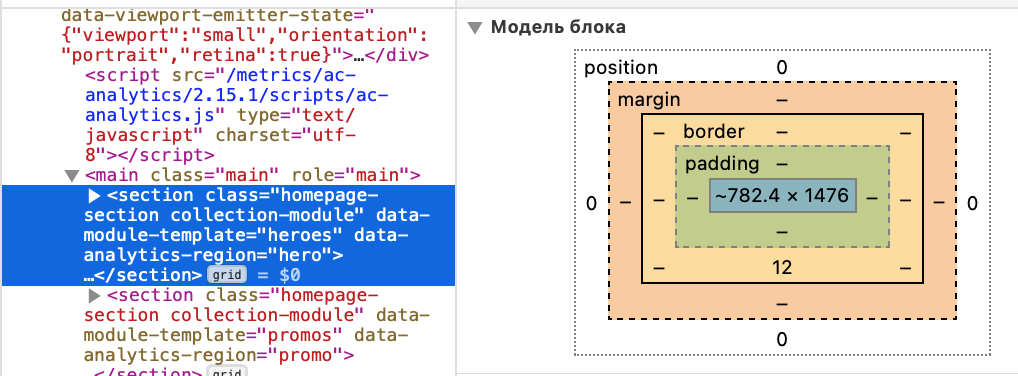 data-viewport-emitter-state="
{"viewport":"small","orientation":
"portrait","retina":true}">…</div>
<script src="/metrics/ac-
analytics/2.15.1/scripts/ac-
analytics.js" type="text/
javascript" charset="utf-
8"></script>
▼ <main class="main" role="main">
▶ <section class="homepage-
section collection-module" data-
module-template="heroes" data-
analytics-region="hero">
…</section> grid = $0
▶ <section class="homepage-
section collection-module" data-
module-template="promos" data-
analytics-region="promo">
</section> grid
▼ Модель блока
position 0
margin –
– border – –
padding –
0 – – – ~782.4 × 1476 – – – 0
–
– 12 –
–
0